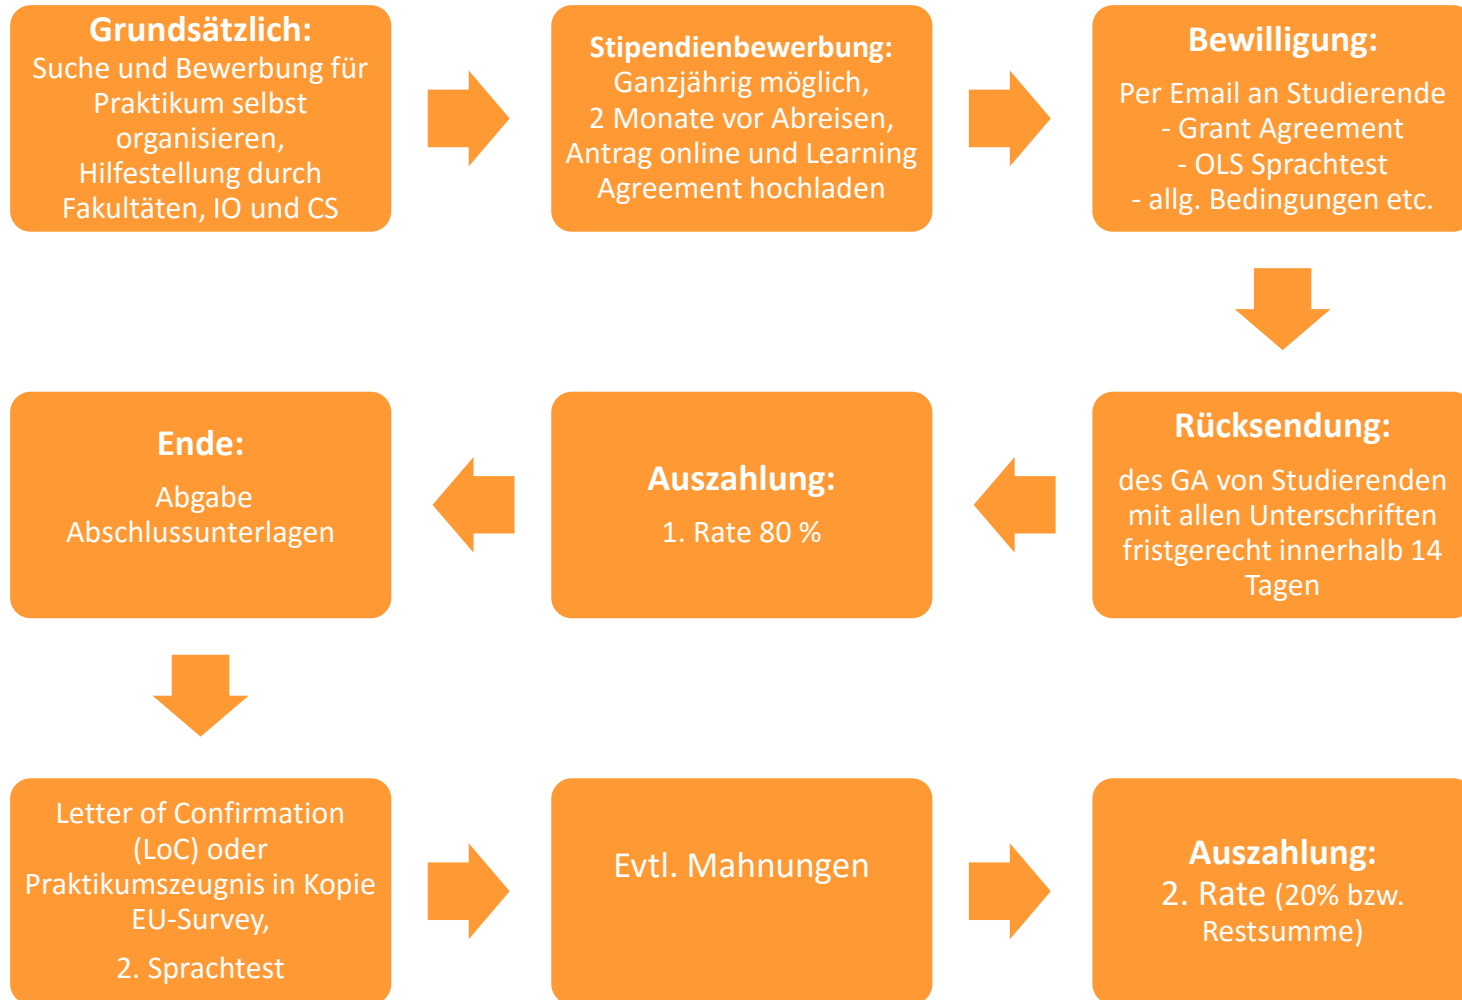 Grundsätzlich:
Suche und Bewerbung für
Praktikum selbst
organisieren,
Hilfestellung durch
Fakultäten, IO und CS
Stipendienbewerbung:
Ganzjährig möglich,
2 Monate vor Abreisen,
Antrag online und Learning
Agreement hochladen
Bewilligung:
Per Email an Studierende
- Grant Agreement
- OLS Sprachtest
- allg. Bedingungen etc.
Rücksendung:
des GA von Studierenden
mit allen Unterschriften
fristgerecht innerhalb 14
Tagen
Auszahlung:
1. Rate 80 %
Ende:
Abgabe
Abschlussunterlagen
Letter of Confirmation
(LoC) oder
Praktikumszeugnis in Kopie
EU-Survey,
2. Sprachtest
Evtl. Mahnungen
Auszahlung:
2. Rate (20% bzw.
Restsumme)